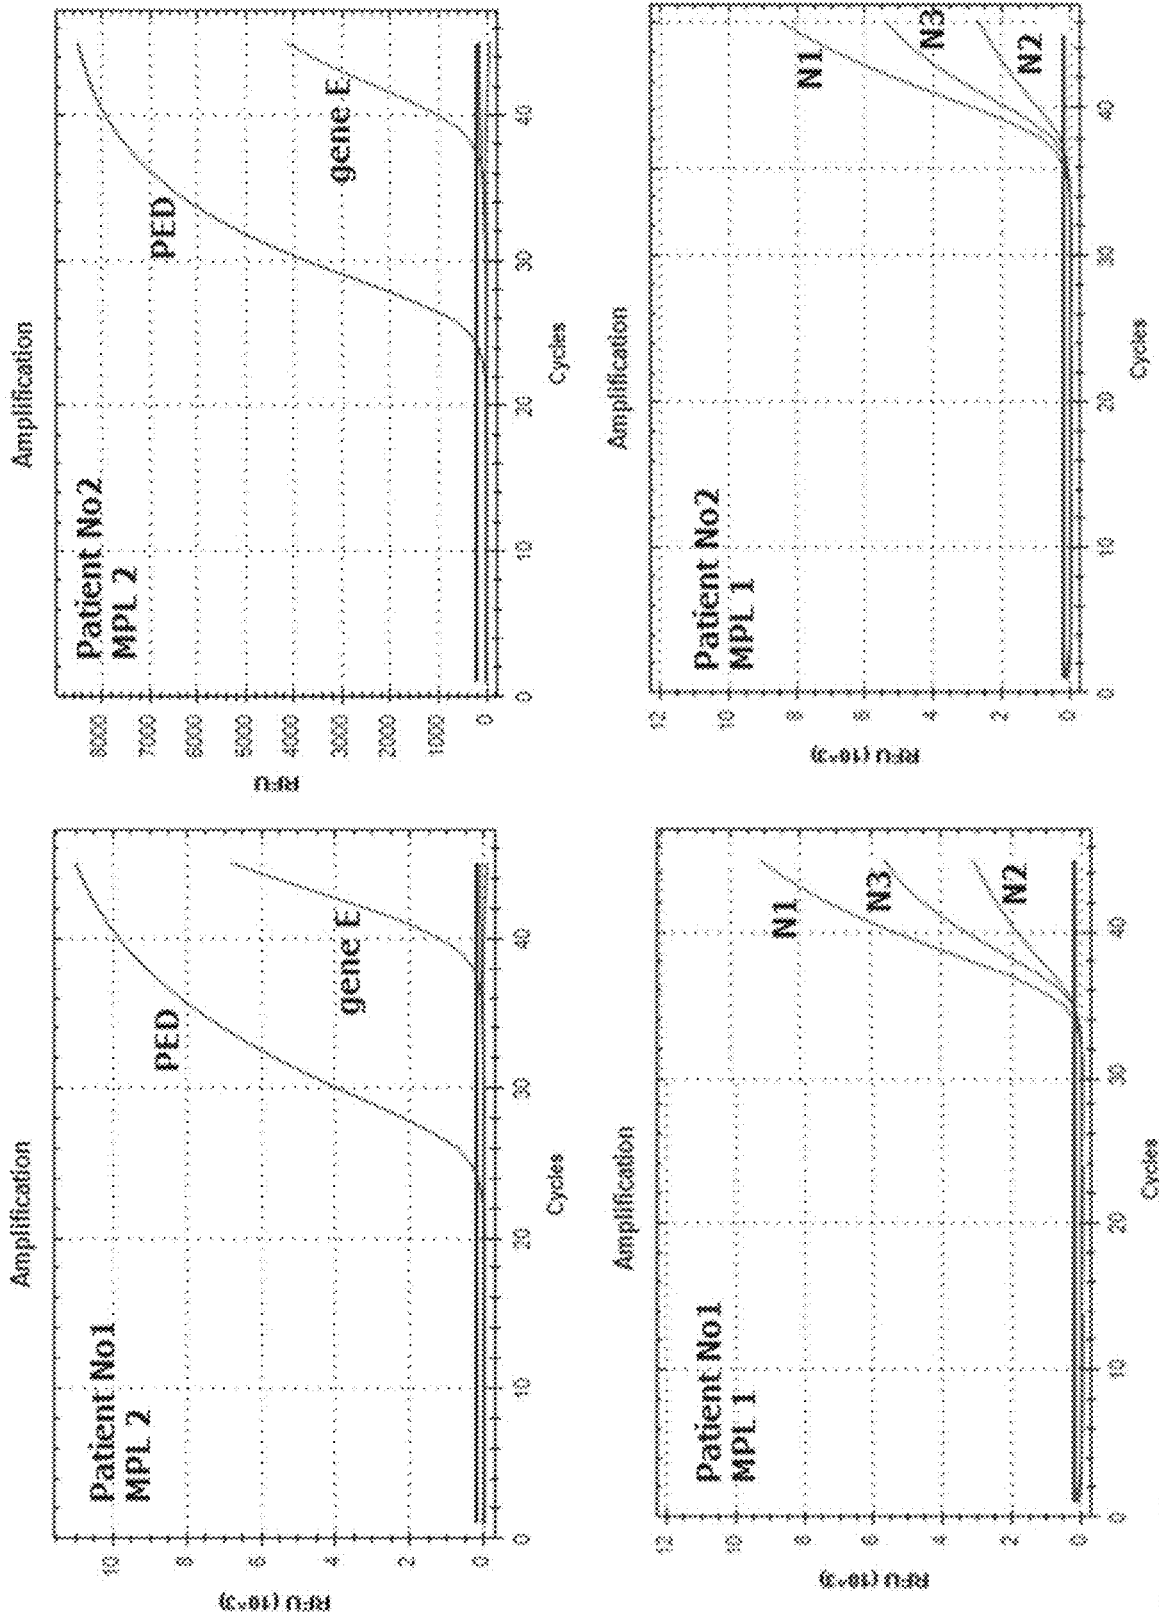 Amplification
Patient No1
MPL 2
PED
gene E
RFU (10^3)
10
8
6
4
2
0
0
10
20
30
40
Cycles
Amplification
Patient No2
MPL 2
PED
gene E
RFU
8000
7000
6000
5000
4000
3000
2000
1000
0
0
10
20
30
40
Cycles
Amplification
Patient No1
MPL 1
N1
N3
N2
RFU (10^3)
12
10
8
6
4
2
0
0
10
20
30
40
Cycles
Amplification
Patient No2
MPL 1
N1
N3
N2
RFU (10^3)
12
10
8
6
4
2
0
0
10
20
30
40
Cycles